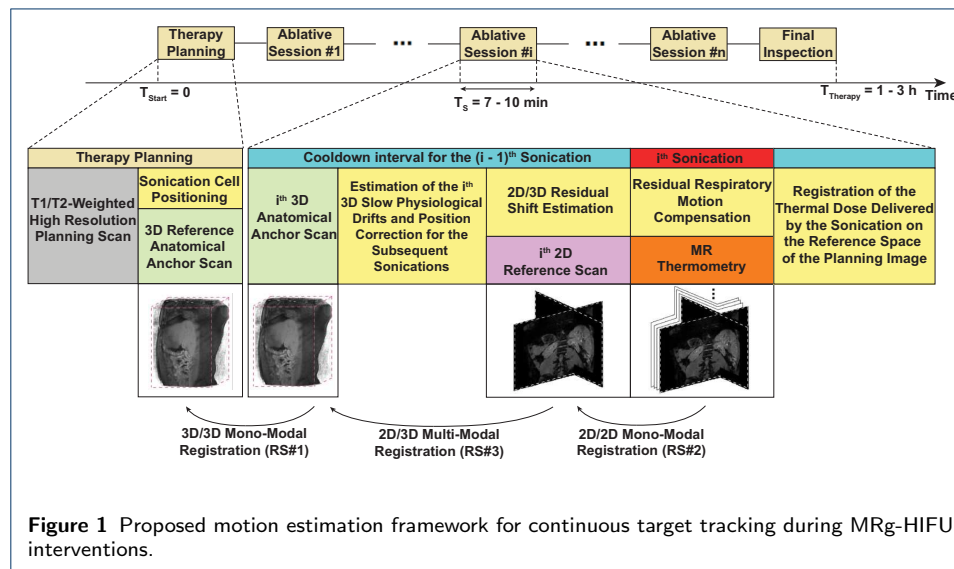 Therapy
Planning
Ablative
Session #1
...
Ablative
Session #i
...
Ablative
Session #n
Final
Inspection
T_Start = 0
T_S = 7 - 10 min
T_Therapy = 1 - 3 h
Time
Therapy Planning
Cooldown interval for the (i - 1)^th Sonication
i^th Sonication
T1/T2-Weighted
High Resolution
Planning Scan
Sonication Cell
Positioning
3D Reference
Anatomical
Anchor Scan
i^th 3D
Anatomical
Anchor Scan
Estimation of the i^th
3D Slow Physiological
Drifts and Position
Correction for the
Subsequent
Sonications
2D/3D Residual
Shift Estimation
i^th 2D
Reference Scan
Residual Respiratory
Motion
Compensation
MR
Thermometry
Registration of the
Thermal Dose Delivered
by the Sonication on
the Reference Space
of the Planning Image
3D/3D Mono-Modal
Registration (RS#1)
2D/3D Multi-Modal
Registration (RS#3)
2D/2D Mono-Modal
Registration (RS#2)
Figure 1 Proposed motion estimation framework for continuous target tracking during MRg-HIFU
interventions.